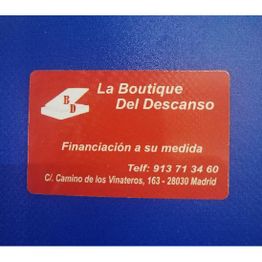 La Boutique
Del Descanso
B
D
Financiación a su medida
Telf: 913 71 34 60
C/. Camino de los Vinateros, 163 - 28030 Madrid